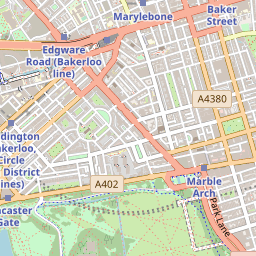 Baker
Street
Marylebone
Edgware
Road (Bakerloo
line)
A4380
ddington
akerloo,
Circle
District
ines)
A402
Marble
Arch
ncaster
Gate
Park Lane